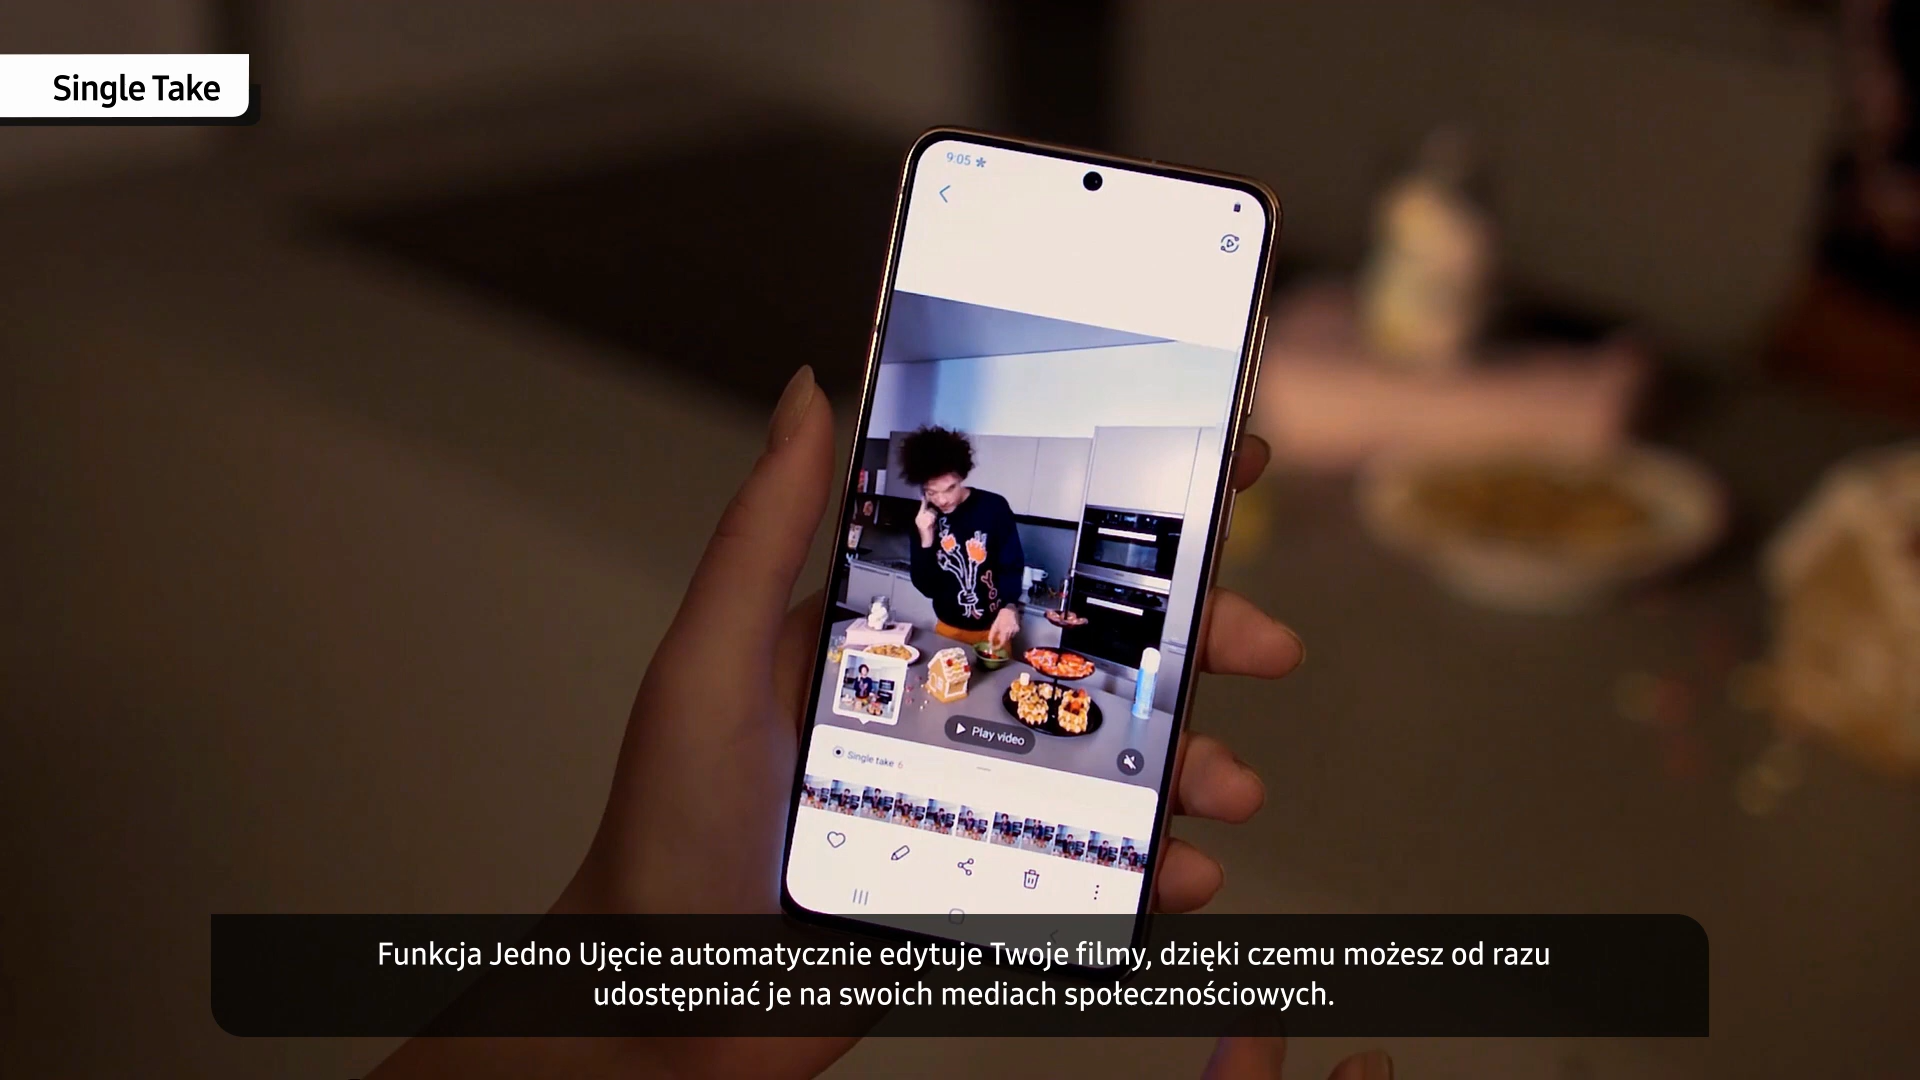 Single Take
9:05
Play video
Single take 6
Funkcja Jedno Ujęcie automatycznie edytuje Twoje filmy, dzięki czemu możesz od razu
udostępniać je na swoich mediach społecznościowych.